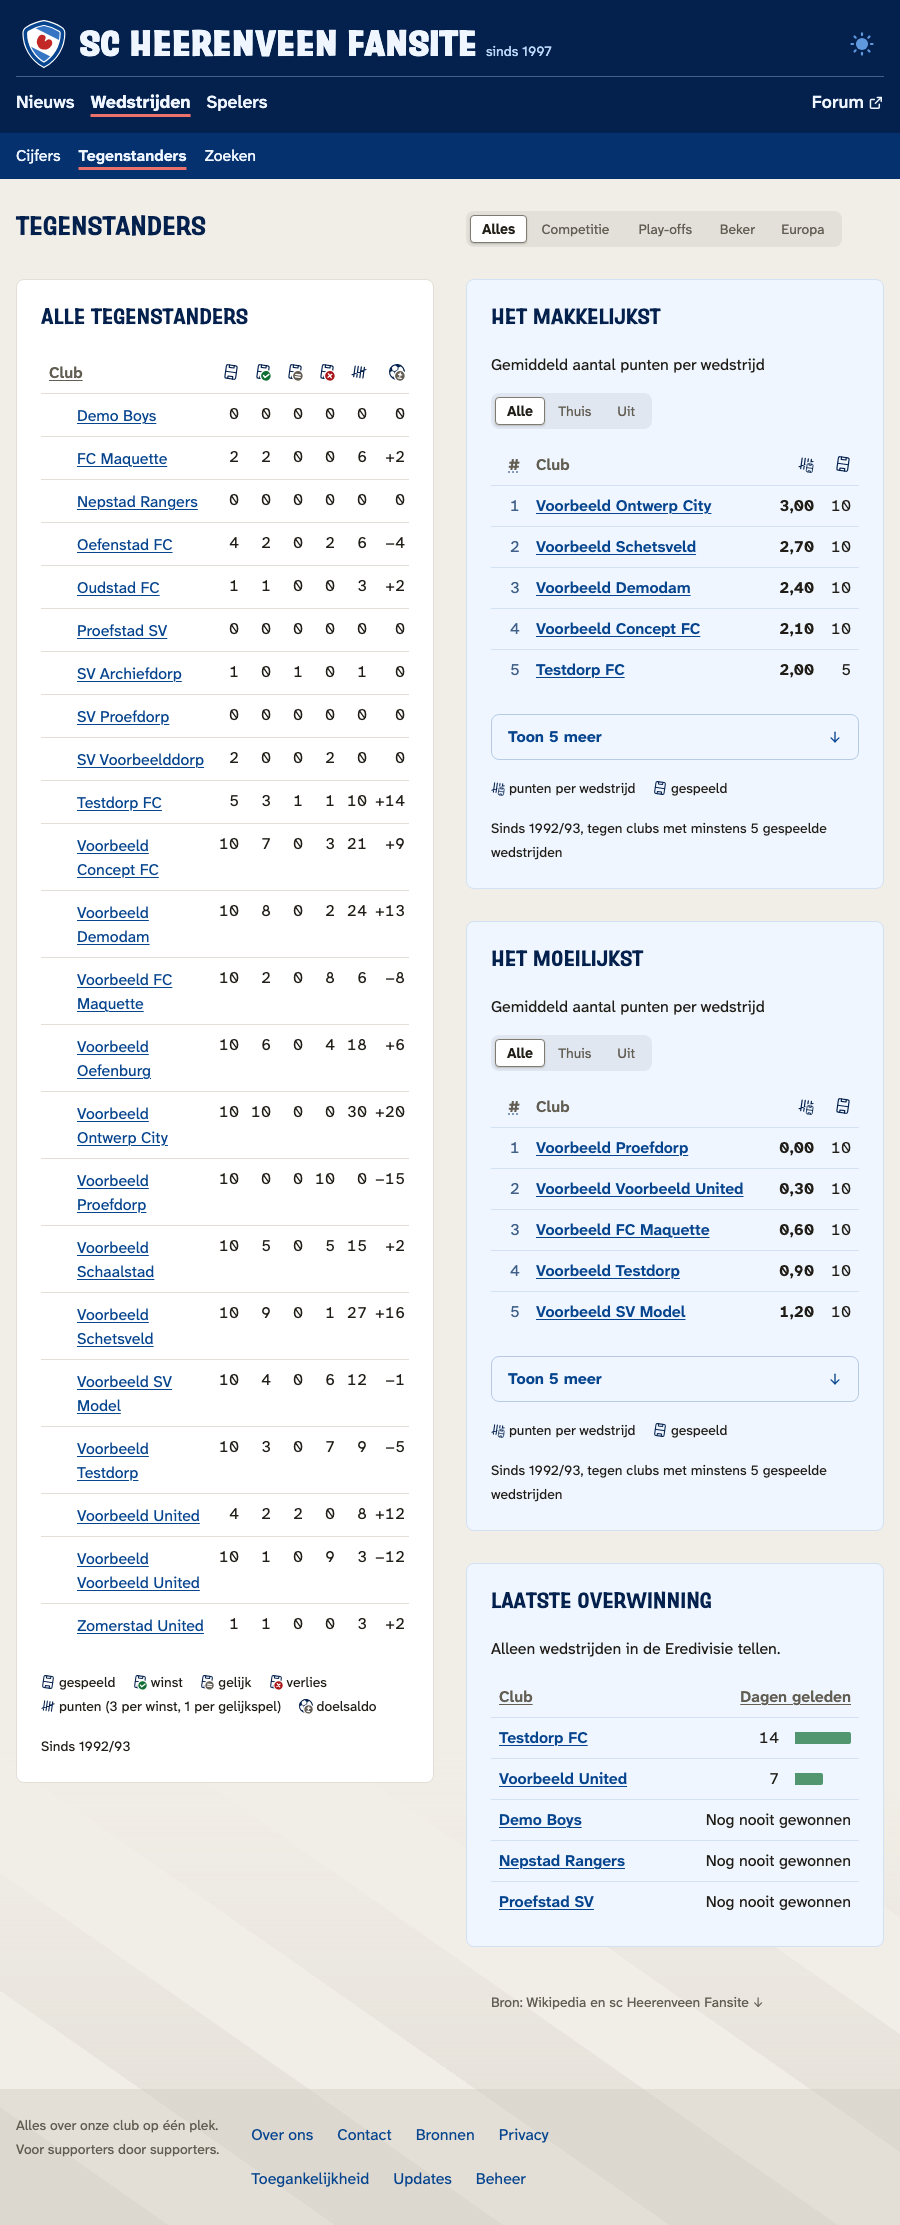 SC HEERENVEEN FANSITE sinds 1997
Nieuws Wedstrijden Spelers Forum
Cijfers Tegenstanders Zoeken
TEGENSTANDERS
Alles Competitie Play-offs Beker Europa
ALLE TEGENSTANDERS
Club
Demo Boys 0 0 0 0 0 0
FC Maquette 2 2 0 0 6 +2
Nepstad Rangers 0 0 0 0 0 0
Oefenstad FC 4 2 0 2 6 −4
Oudstad FC 1 1 0 0 3 +2
Proefstad SV 0 0 0 0 0 0
SV Archiefdorp 1 0 1 0 1 0
SV Proefdorp 0 0 0 0 0 0
SV Voorbeelddorp 2 0 0 2 0 0
Testdorp FC 5 3 1 1 10 +14
Voorbeeld 10 7 0 3 21 +9
Concept FC
Voorbeeld 10 8 0 2 24 +13
Demodam
Voorbeeld FC 10 2 0 8 6 −8
Maquette
Voorbeeld 10 6 0 4 18 +6
Oefenburg
Voorbeeld 10 10 0 0 30 +20
Ontwerp City
Voorbeeld 10 0 0 10 0 −15
Proefdorp
Voorbeeld 10 5 0 5 15 +2
Schaalstad
Voorbeeld 10 9 0 1 27 +16
Schetsveld
Voorbeeld SV 10 4 0 6 12 −1
Model
Voorbeeld 10 3 0 7 9 −5
Testdorp
Voorbeeld United 4 2 2 0 8 +12
Voorbeeld 10 1 0 9 3 −12
Voorbeeld United
Zomerstad United 1 1 0 0 3 +2
gespeeld winst gelijk verlies
punten (3 per winst, 1 per gelijkspel) doelsaldo
Sinds 1992/93
HET MAKKELIJKST
Gemiddeld aantal punten per wedstrijd
Alle Thuis Uit
# Club
1 Voorbeeld Ontwerp City 3,00 10
2 Voorbeeld Schetsveld 2,70 10
3 Voorbeeld Demodam 2,40 10
4 Voorbeeld Concept FC 2,10 10
5 Testdorp FC 2,00 5
Toon 5 meer ↓
punten per wedstrijd gespeeld
Sinds 1992/93, tegen clubs met minstens 5 gespeelde
wedstrijden
HET MOEILIJKST
Gemiddeld aantal punten per wedstrijd
Alle Thuis Uit
# Club
1 Voorbeeld Proefdorp 0,00 10
2 Voorbeeld Voorbeeld United 0,30 10
3 Voorbeeld FC Maquette 0,60 10
4 Voorbeeld Testdorp 0,90 10
5 Voorbeeld SV Model 1,20 10
Toon 5 meer ↓
punten per wedstrijd gespeeld
Sinds 1992/93, tegen clubs met minstens 5 gespeelde
wedstrijden
LAATSTE OVERWINNING
Alleen wedstrijden in de Eredivisie tellen.
Club Dagen geleden
Testdorp FC 14
Voorbeeld United 7
Demo Boys Nog nooit gewonnen
Nepstad Rangers Nog nooit gewonnen
Proefstad SV Nog nooit gewonnen
Bron: Wikipedia en sc Heerenveen Fansite ↓
Alles over onze club op één plek.
Voor supporters door supporters.
Over ons Contact Bronnen Privacy
Toegankelijkheid Updates Beheer